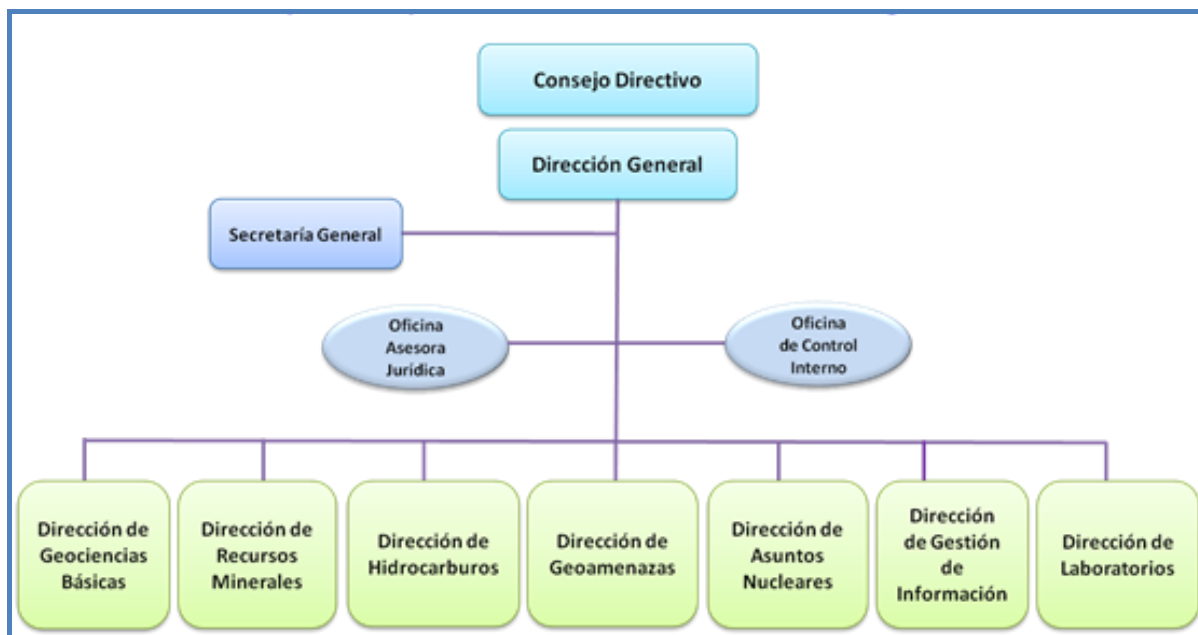 Consejo Directivo
Dirección General
Secretaría General
Oficina
Asesora
Jurídica
Oficina
de Control
Interno
Dirección de
Geociencias
Básicas
Dirección de
Recursos
Minerales
Dirección de
Hidrocarburos
Dirección de
Geoamenazas
Dirección de
Asuntos
Nucleares
Dirección
de Gestión
de
Información
Dirección de
Laboratorios